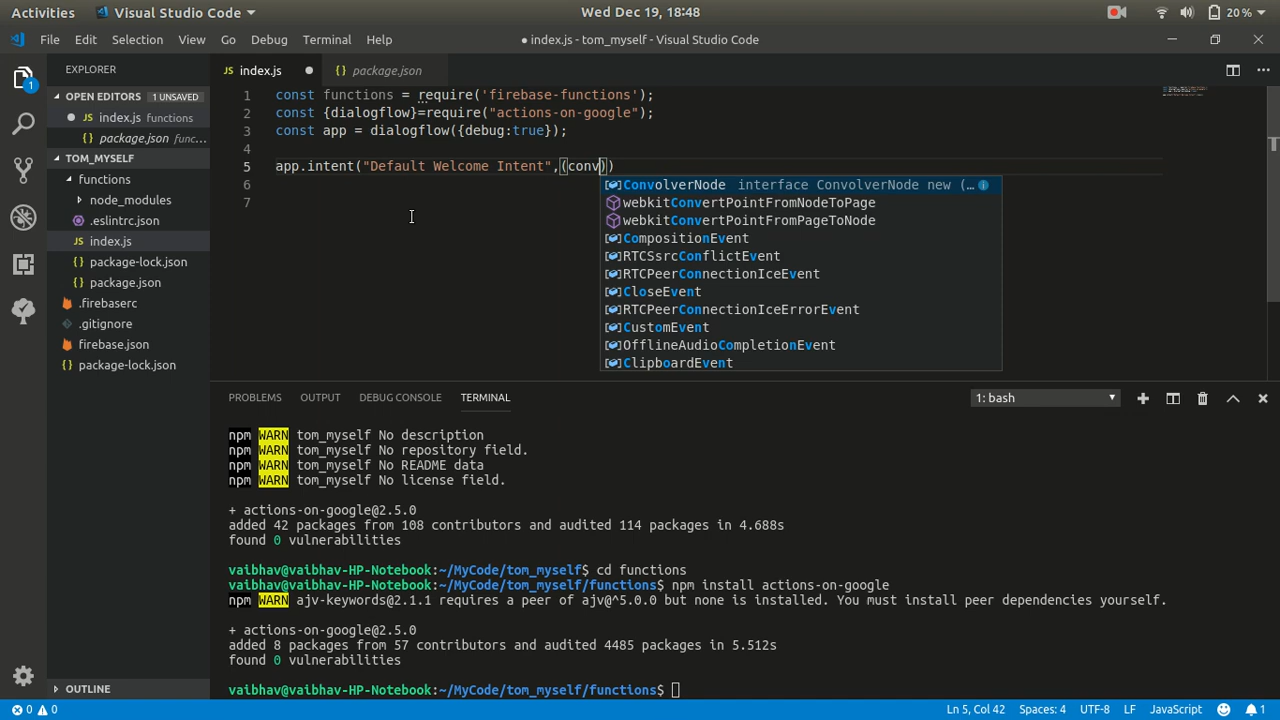 Activities Visual Studio Code Wed Dec 19, 18:48 20 %
File Edit Selection View Go Debug Terminal Help ● index.js - tom_myself - Visual Studio Code
EXPLORER JS index.js {} package.json
OPEN EDITORS 1 UNSAVED
JS index.js functions
{} package.json func...
TOM_MYSELF
functions
node_modules
.eslintrc.json
JS index.js
{} package-lock.json
{} package.json
.firebaserc
.gitignore
firebase.json
{} package-lock.json
OUTLINE
1 const functions = require('firebase-functions');
2 const {dialogflow}=require("actions-on-google");
3 const app = dialogflow({debug:true});
4
5 app.intent("Default Welcome Intent",(conv))
6
7
ConvolverNode interface ConvolverNode new (…
webkitConvertPointFromNodeToPage
webkitConvertPointFromPageToNode
CompositionEvent
RTCSsrcConflictEvent
RTCPeerConnectionIceEvent
CloseEvent
RTCPeerConnectionIceErrorEvent
CustomEvent
OfflineAudioCompletionEvent
ClipboardEvent
PROBLEMS OUTPUT DEBUG CONSOLE TERMINAL 1: bash
npm WARN tom_myself No description
npm WARN tom_myself No repository field.
npm WARN tom_myself No README data
npm WARN tom_myself No license field.
+ actions-on-google@2.5.0
added 42 packages from 108 contributors and audited 114 packages in 4.688s
found 0 vulnerabilities
vaibhav@vaibhav-HP-Notebook:~/MyCode/tom_myself$ cd functions
vaibhav@vaibhav-HP-Notebook:~/MyCode/tom_myself/functions$ npm install actions-on-google
npm WARN ajv-keywords@2.1.1 requires a peer of ajv@^5.0.0 but none is installed. You must install peer dependencies yourself.
+ actions-on-google@2.5.0
added 8 packages from 57 contributors and audited 4485 packages in 5.512s
found 0 vulnerabilities
vaibhav@vaibhav-HP-Notebook:~/MyCode/tom_myself/functions$
0 0 Ln 5, Col 42 Spaces: 4 UTF-8 LF JavaScript 1